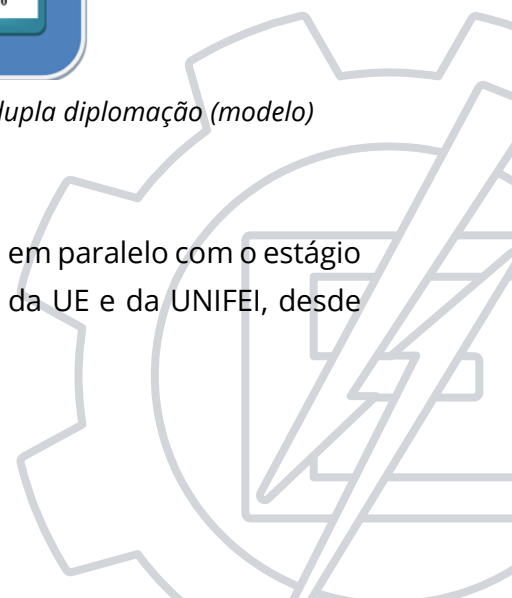 dupla diplomação (modelo)
em paralelo com o estágio
da UE e da UNIFEI, desde